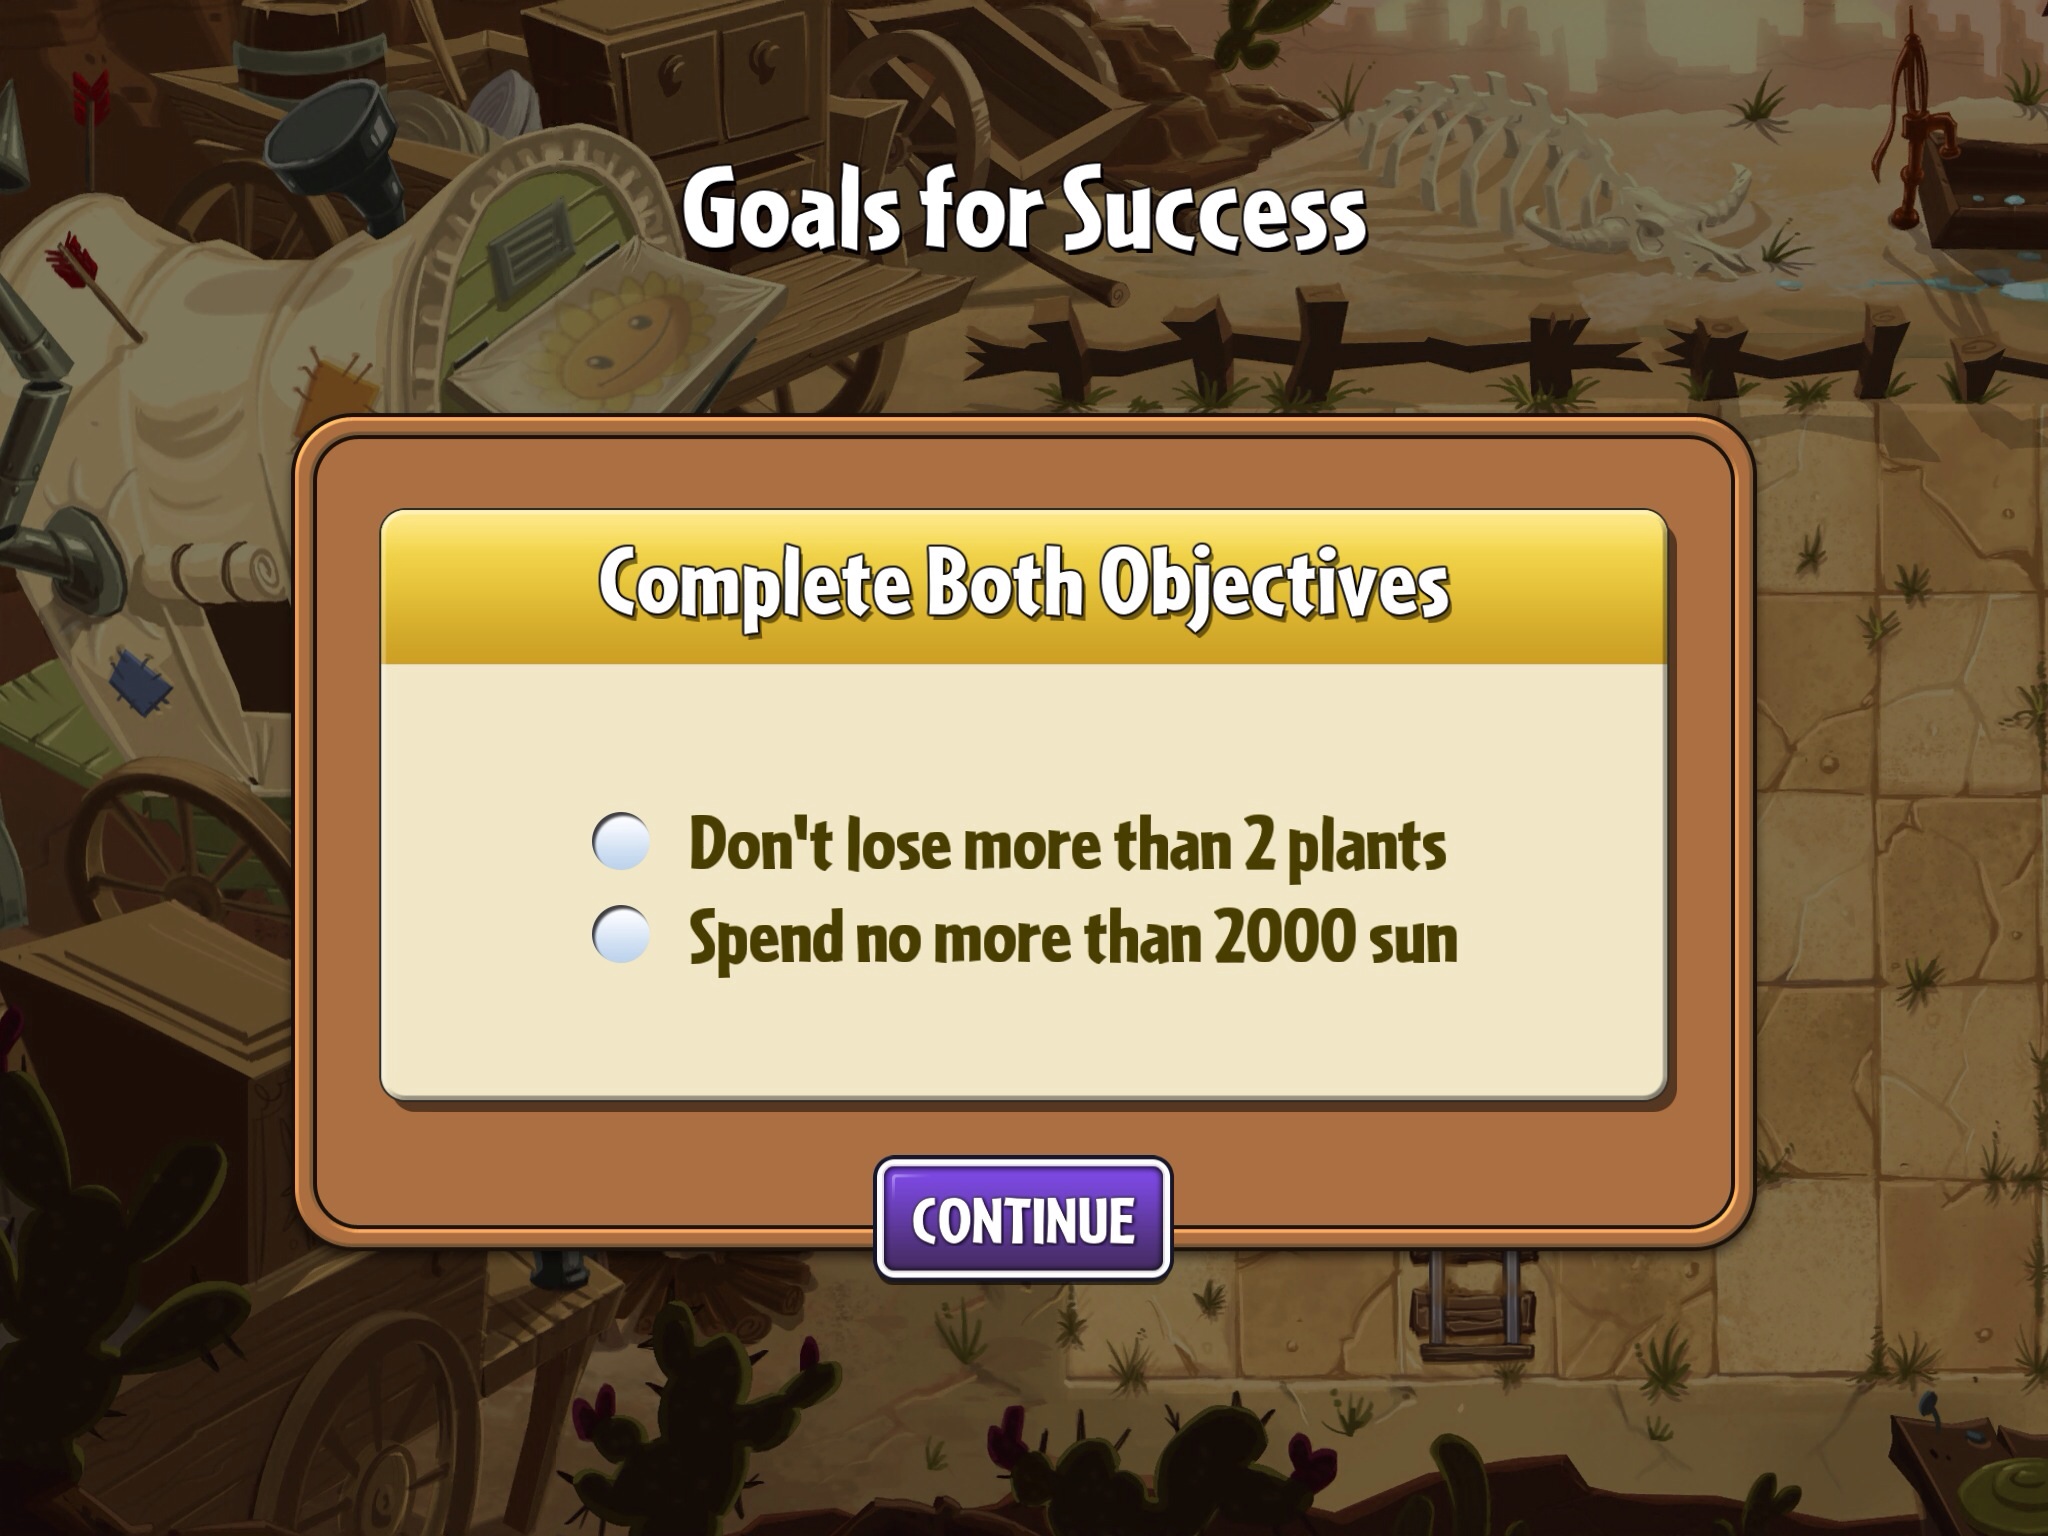 Goals for Success
Complete Both Objectives
Don't lose more than 2 plants
Spend no more than 2000 sun
CONTINUE